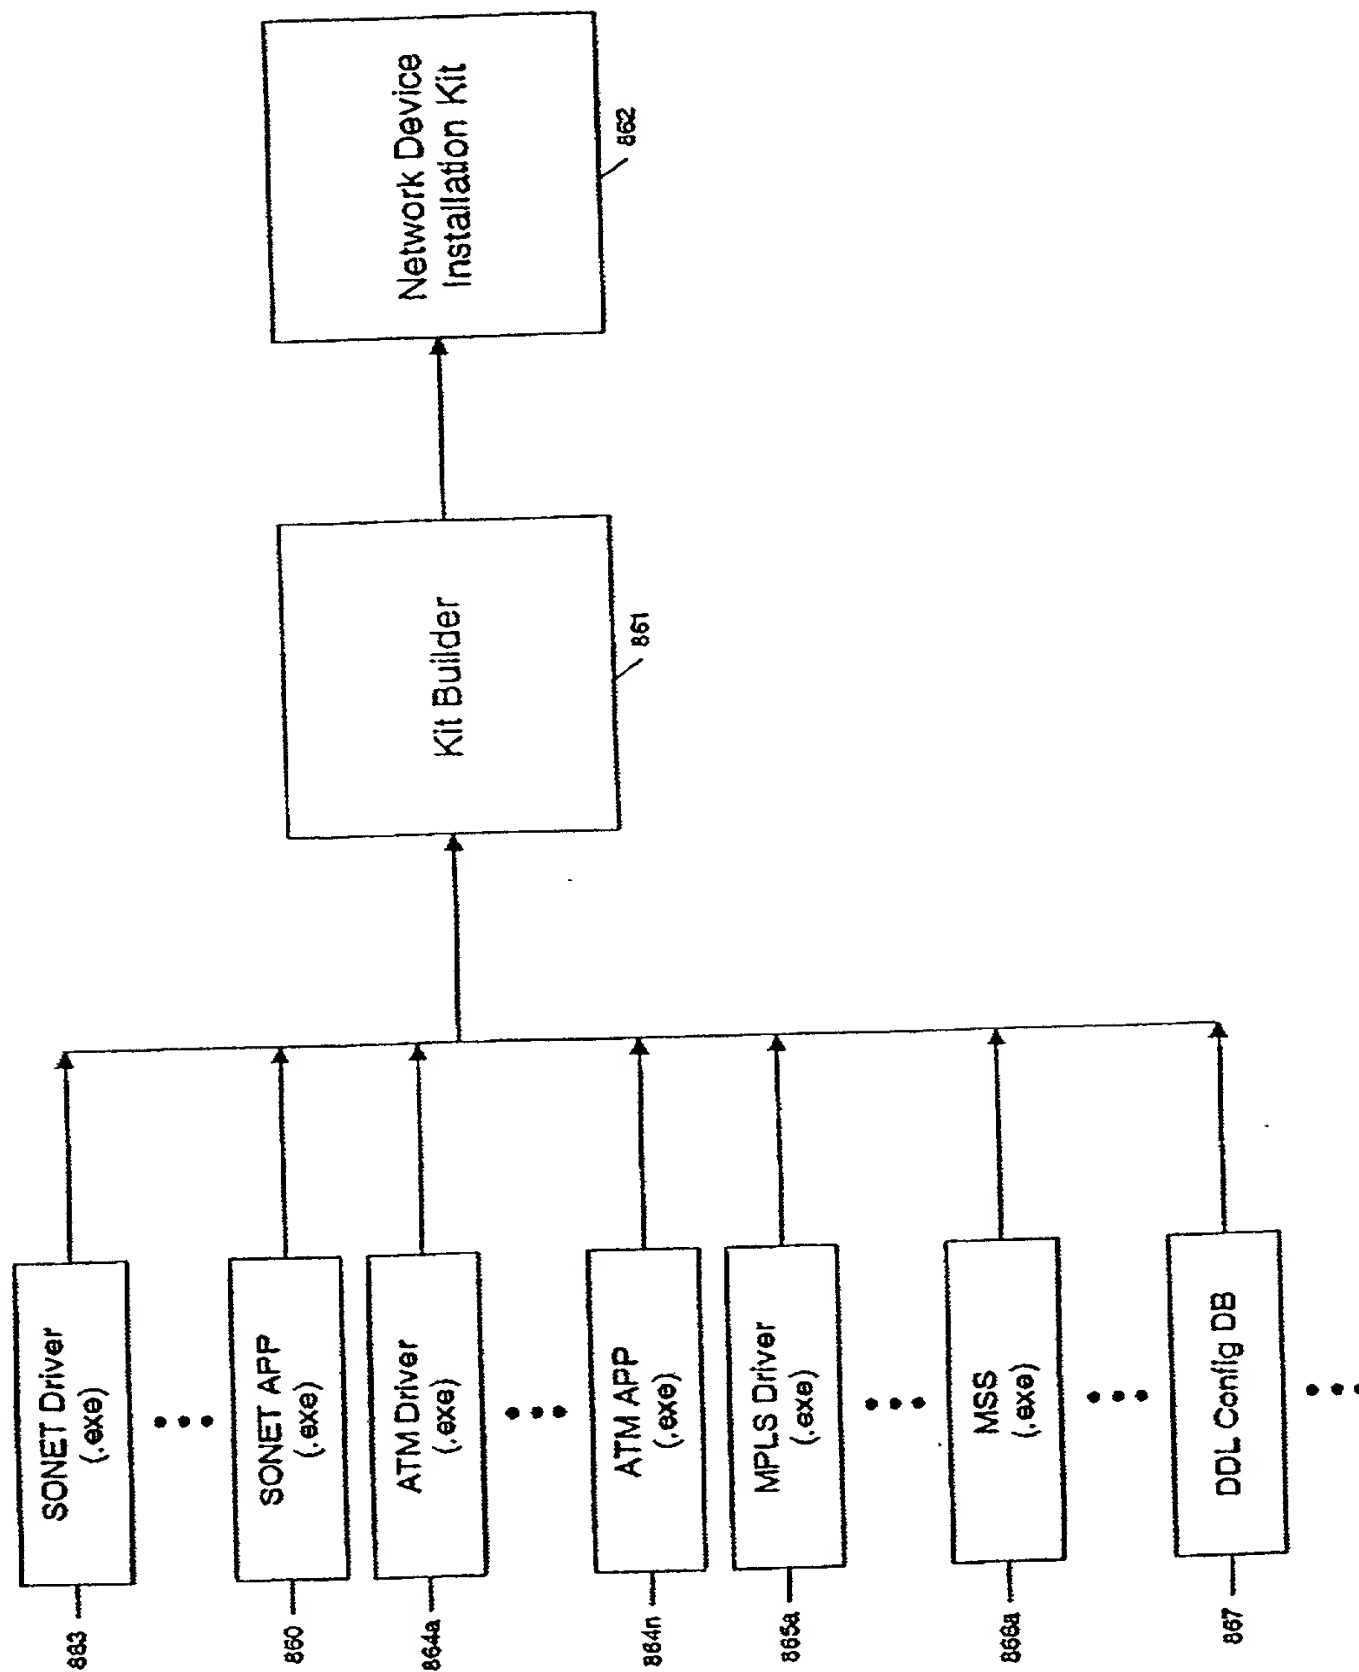 863
SONET Driver
(.exe)
860
SONET APP
(.exe)
864a
ATM Driver
(.exe)
864n
ATM APP
(.exe)
865a
MPLS Driver
(.exe)
866a
MSS
(.exe)
867
DDL Config DB
Kit Builder
861
Network Device
Installation Kit
862